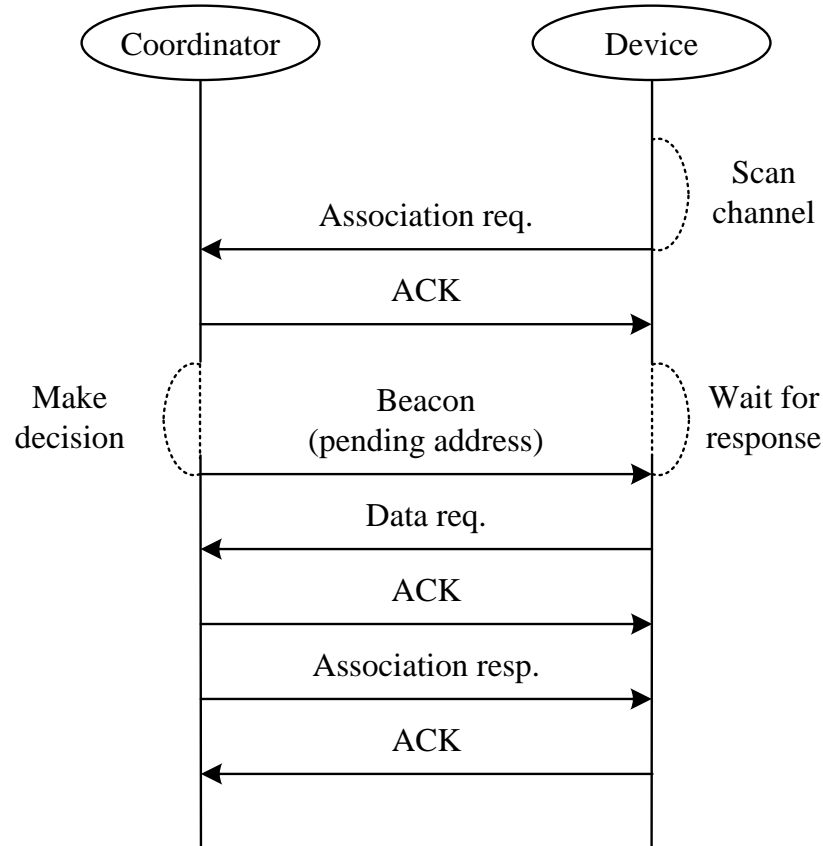 Coordinator
Device
Scan
channel
Association req.
ACK
Make
decision
Beacon
(pending address)
Wait for
response
Data req.
ACK
Association resp.
ACK